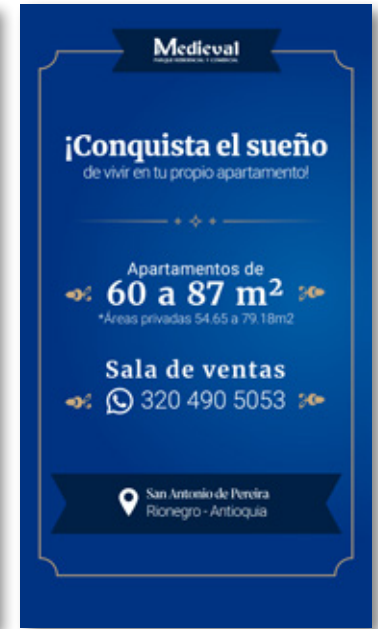 Medieval
PARQUE RESIDENCIAL Y COMERCIAL
¡Conquista el sueño
de vivir en tu propio apartamento!
Apartamentos de
60 a 87 m²
*Áreas privadas 54.65 a 79.18m2
Sala de ventas
320 490 5053
San Antonio de Pereira
Rionegro - Antioquia